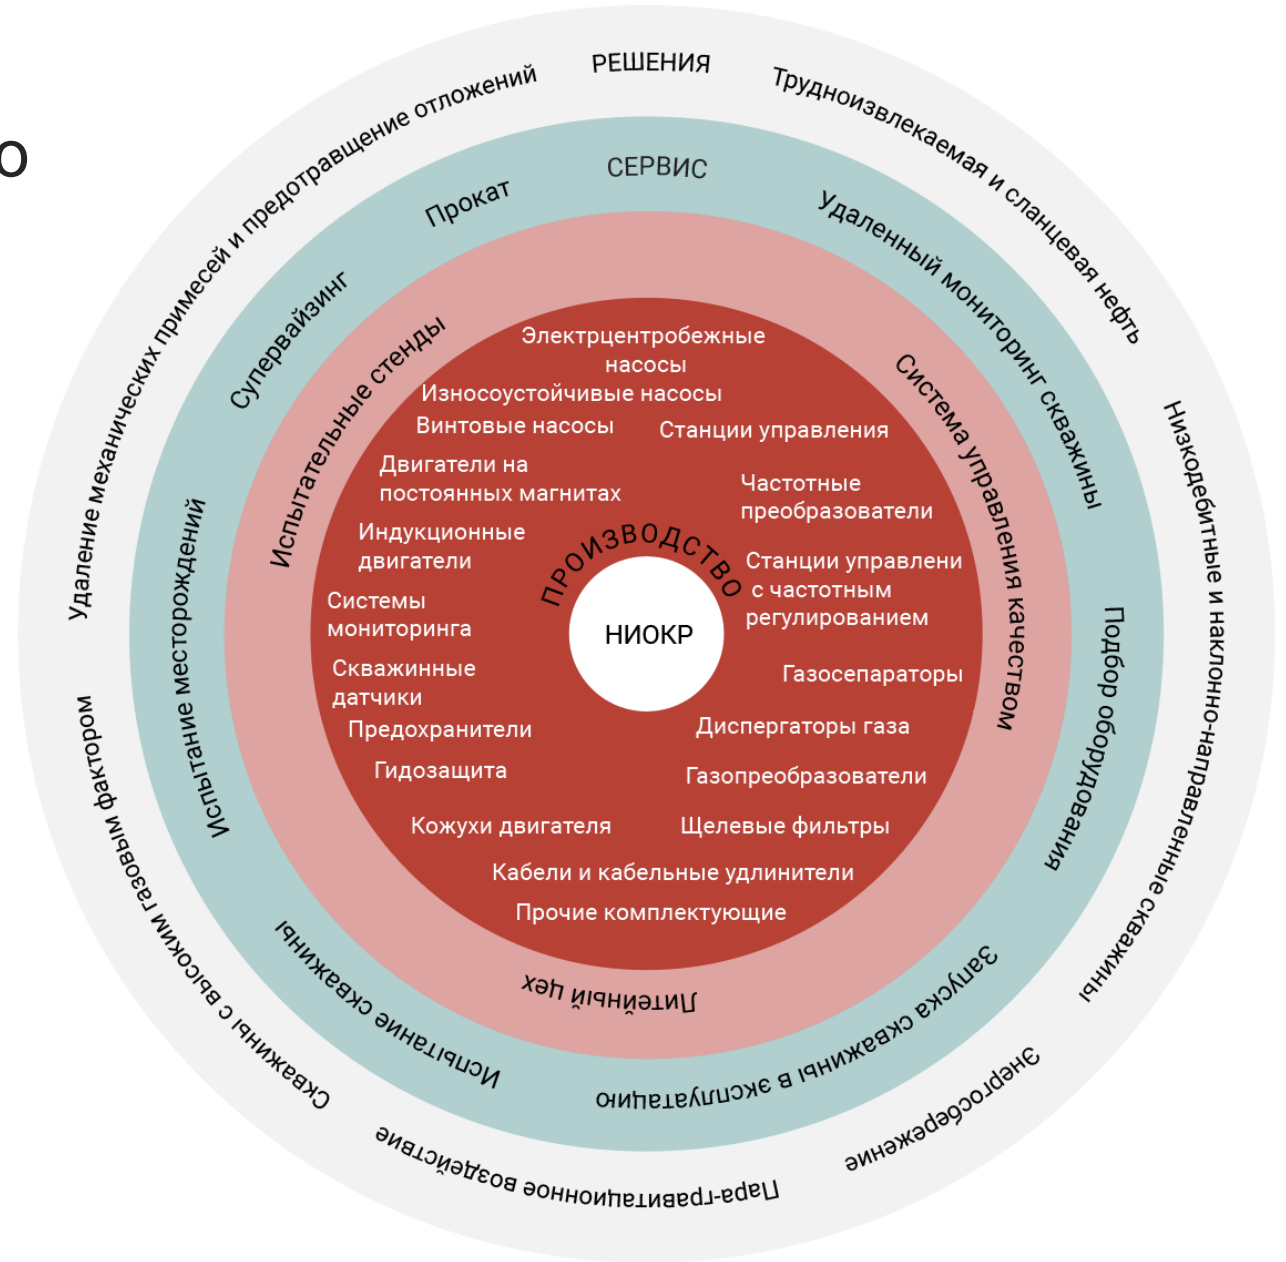 о
РЕШЕНИЯ
Трудноизвлекаемая и сланцевая нефть
Низкодебитные и наклонно-направленные скважины
Энергосбережение
Пара-гравитационное воздействие
Скважины с высоким газовым фактором
Удаление механических примесей и предотравщение отложений
СЕРВИС
Удаленный мониторинг скважины
Подбор оборудования
Запуска скважины в эксплуатацию
Испытание скважины
Испытание месторождений
Супервайзинг
Прокат
Система управления качеством
Литейный цех
Испытательные стенды
Электрцентробежные
насосы
Износоустойчивые насосы
Винтовые насосы
Двигатели на
постоянных магнитах
Индукционные
двигатели
Системы
мониторинга
Скважинные
датчики
Предохранители
Гидозащита
Кожухи двигателя
Станции управления
Частотные
преобразователи
Станции управлени
с частотным
регулированием
Газосепараторы
Диспергаторы газа
Газопреобразователи
Щелевые фильтры
Кабели и кабельные удлинители
Прочие комплектующие
ПРОИЗВОДСТВО
НИОКР